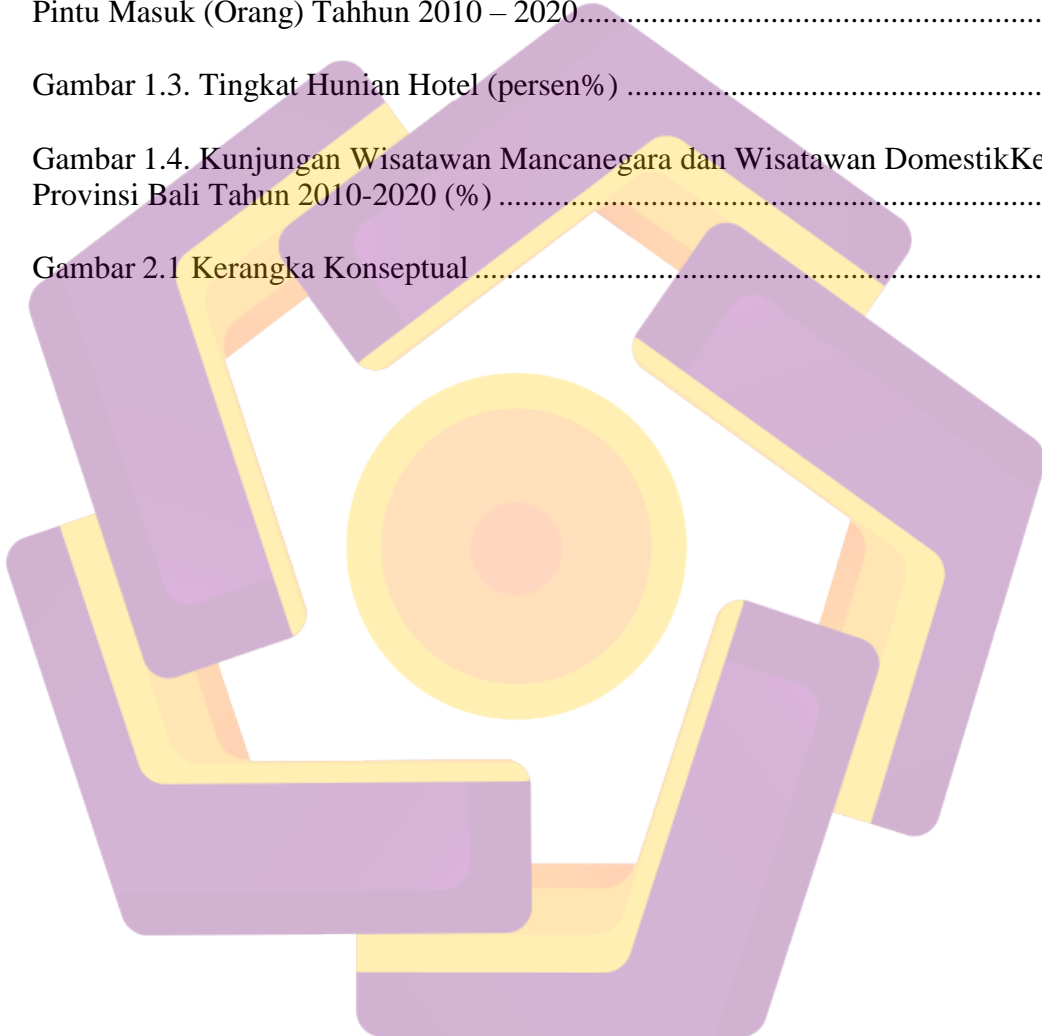 Pintu Masuk (Orang) Tahhun 2010 – 2020..........................................................
Gambar 1.3. Tingkat Hunian Hotel (persen%) ....................................................
Gambar 1.4. Kunjungan Wisatawan Mancanegara dan Wisatawan DomestikKe
Provinsi Bali Tahun 2010-2020 (%) ....................................................................
Gambar 2.1 Kerangka Konseptual .......................................................................